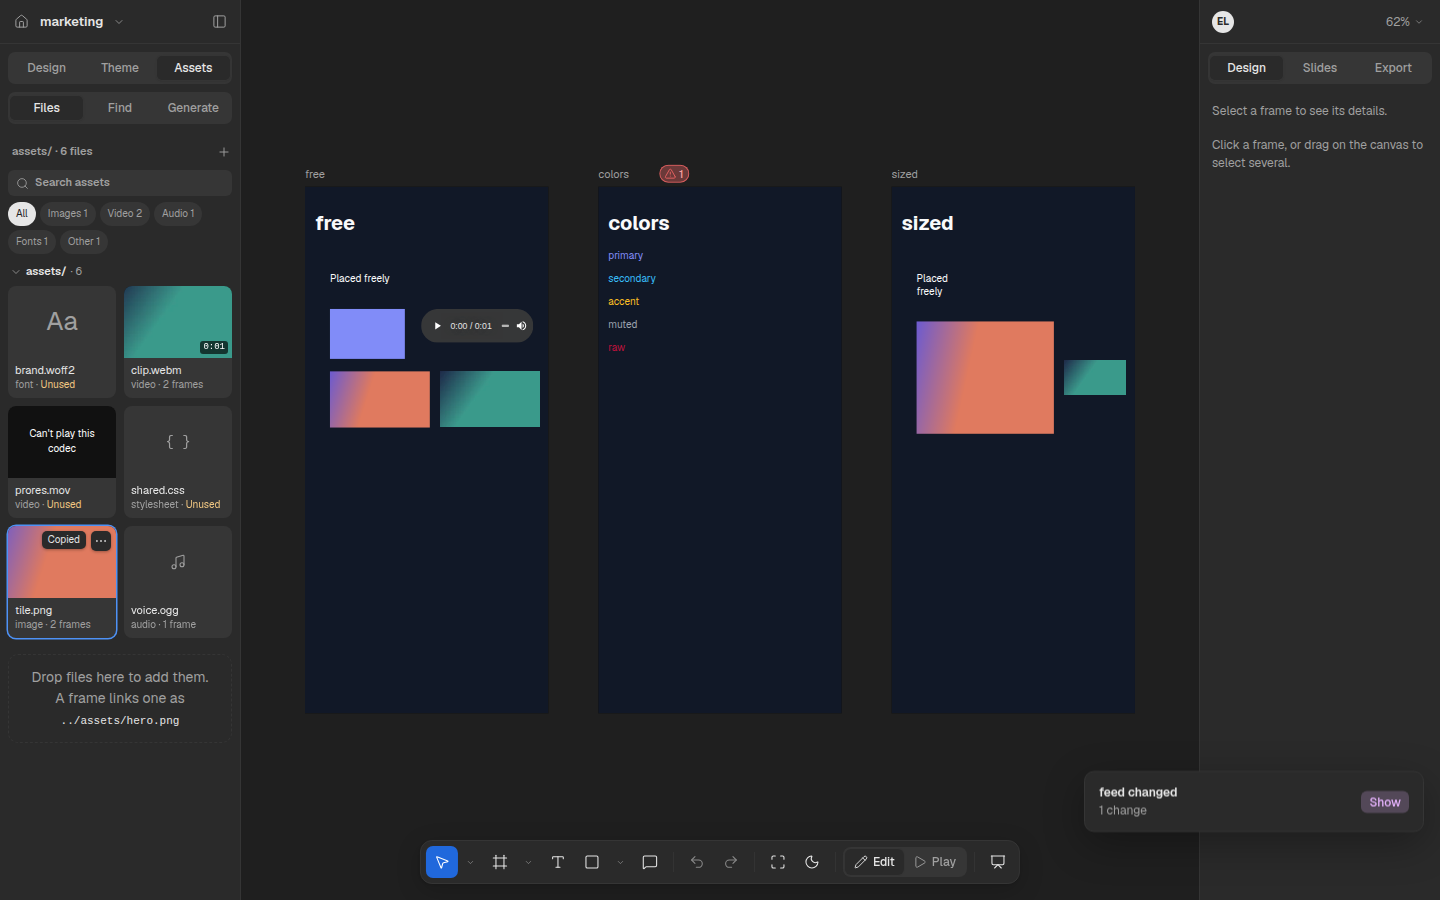 marketing
Design
Theme
Assets
Files
Find
Generate
assets/ · 6 files
Search assets
All
Images 1
Video 2
Audio 1
Fonts 1
Other 1
assets/ · 6
Aa
0:01
brand.woff2
font · Unused
clip.webm
video · 2 frames
Can't play this
codec
{ }
prores.mov
video · Unused
shared.css
stylesheet · Unused
Copied
tile.png
image · 2 frames
voice.ogg
audio · 1 frame
Drop files here to add them.
A frame links one as
../assets/hero.png
free
free
Placed freely
0:00 / 0:01
colors
1
colors
primary
secondary
accent
muted
raw
sized
sized
Placed
freely
Edit
Play
EL
62%
Design
Slides
Export
Select a frame to see its details.
Click a frame, or drag on the canvas to
select several.
feed changed
1 change
Show